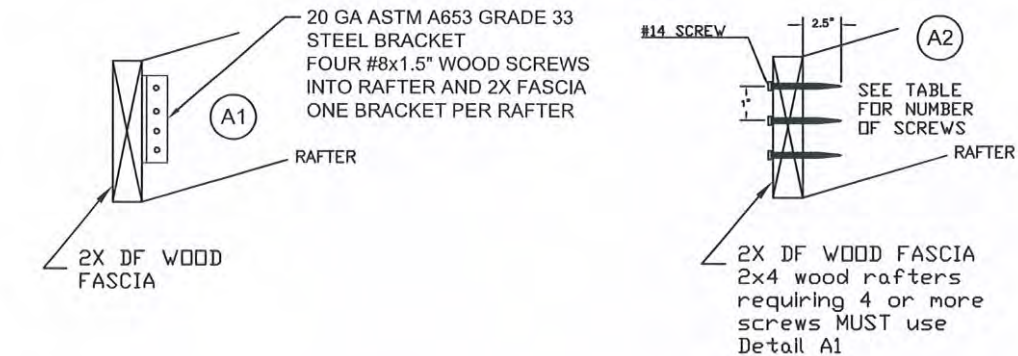 20 GA ASTM A653 GRADE 33
STEEL BRACKET
FOUR #8x1.5" WOOD SCREWS
INTO RAFTER AND 2X FASCIA
ONE BRACKET PER RAFTER
A1
RAFTER
2X DF WOOD
FASCIA
#14 SCREW
2.5"
A2
1"
SEE TABLE
FOR NUMBER
OF SCREWS
RAFTER
2X DF WOOD FASCIA
2x4 wood rafters
requiring 4 or more
screws MUST use
Detail A1